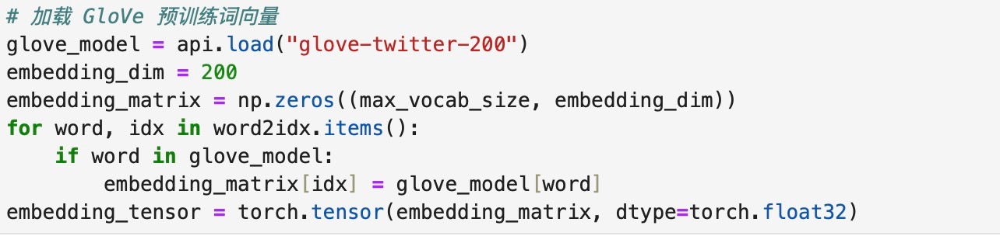 # 加载 GloVe 预训练词向量
glove_model = api.load("glove-twitter-200")
embedding_dim = 200
embedding_matrix = np.zeros((max_vocab_size, embedding_dim))
for word, idx in word2idx.items():
    if word in glove_model:
        embedding_matrix[idx] = glove_model[word]
embedding_tensor = torch.tensor(embedding_matrix, dtype=torch.float32)